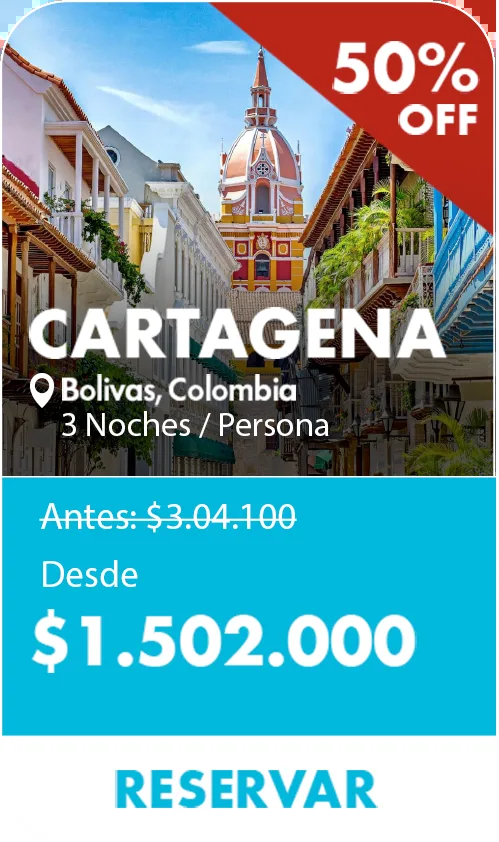 50%
OFF
CARTAGENA
Bolivas, Colombia
3 Noches / Persona
Antes: $3.04.100
Desde
$1.502.000
RESERVAR